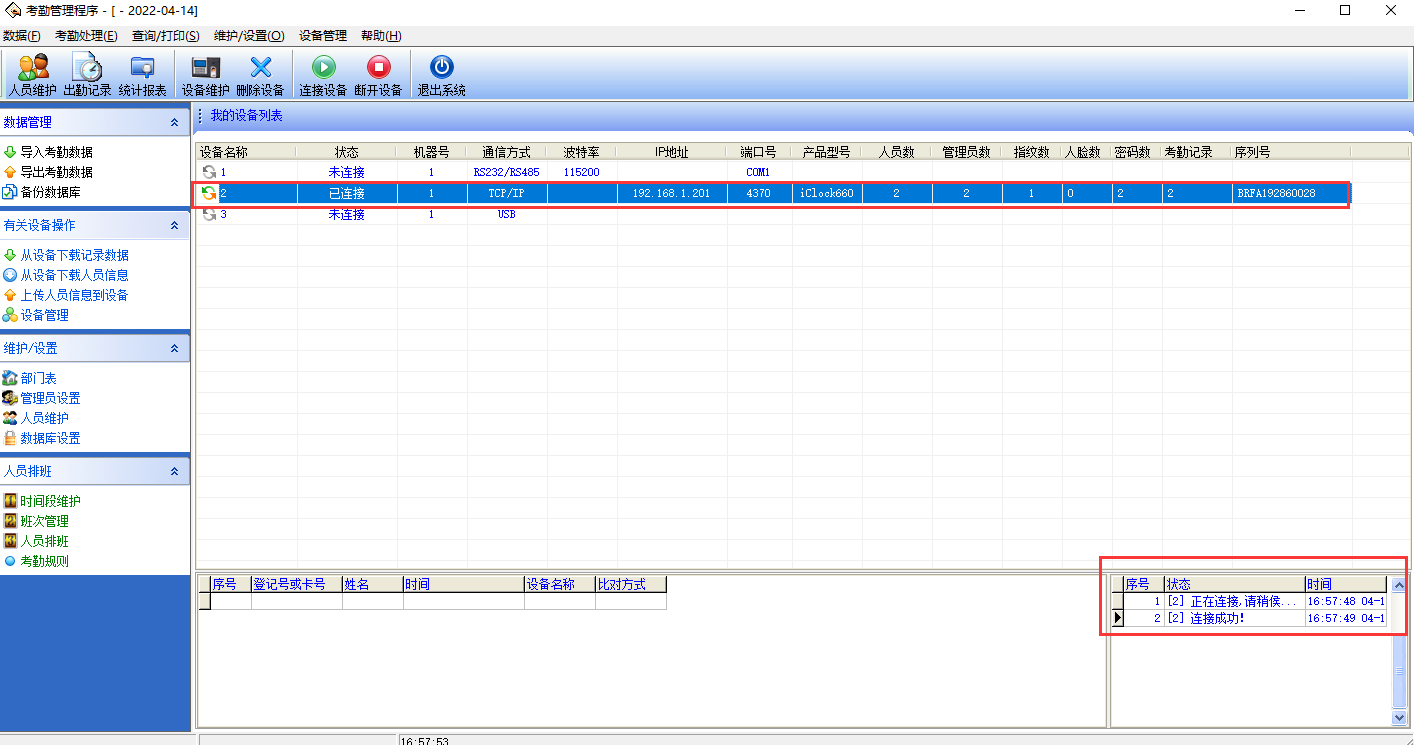 考勤管理程序 - [ - 2022-04-14]
数据(F) 考勤处理(E) 查询/打印(S) 维护/设置(O) 设备管理 帮助(H)
人员维护 出勤记录 统计报表 设备维护 删除设备 连接设备 断开设备 退出系统
数据管理
导入考勤数据
导出考勤数据
备份数据库
有关设备操作
从设备下载记录数据
从设备下载人员信息
上传人员信息到设备
设备管理
维护/设置
部门表
管理员设置
人员维护
数据库设置
人员排班
时间段维护
班次管理
人员排班
考勤规则
我的设备列表
设备名称 状态 机器号 通信方式 波特率 IP地址 端口号 产品型号 人员数 管理员数 指纹数 人脸数 密码数 考勤记录 序列号
1 未连接 1 RS232/RS485 115200 COM1
2 已连接 1 TCP/IP 192.168.1.201 4370 iClock660 2 2 1 0 2 2 BRFA192860028
3 未连接 1 USB
序号 登记号或卡号 姓名 时间 设备名称 比对方式
序号 状态 时间
1 [2] 正在连接,请稍侯... 16:57:48 04-1
2 [2] 连接成功! 16:57:49 04-1
16:57:53